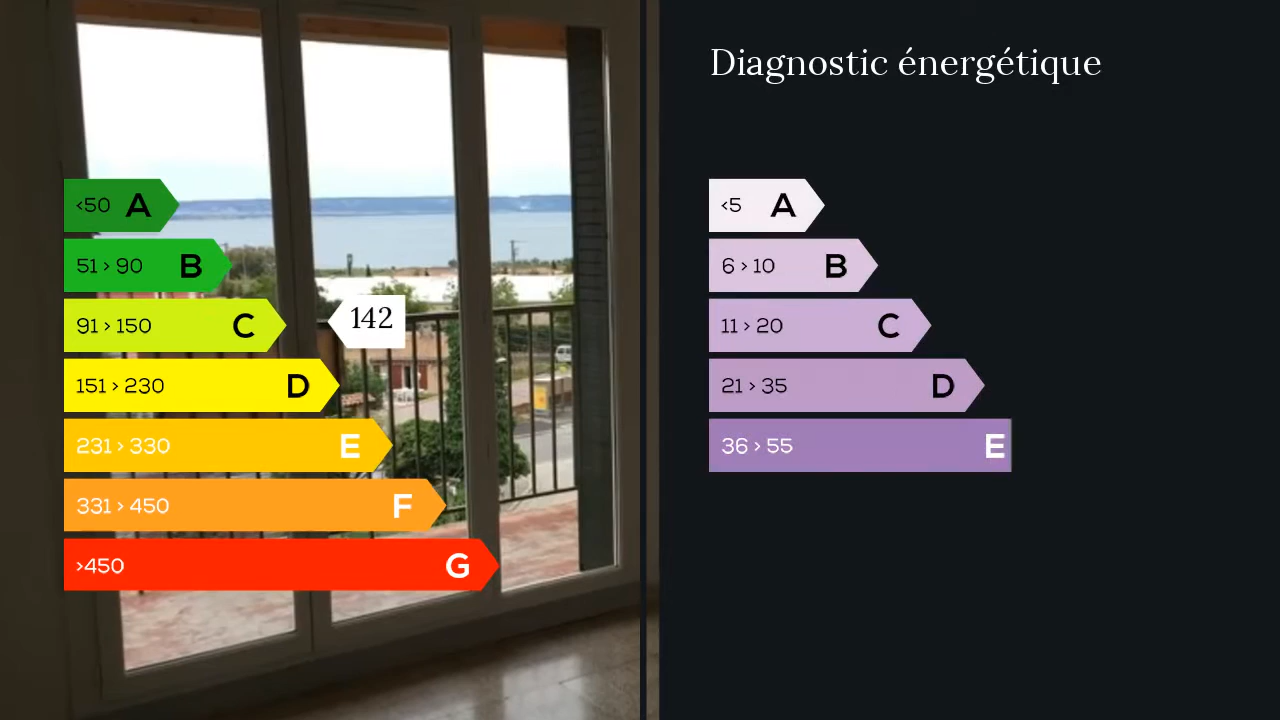 Diagnostic énergétique
<50 A
51 > 90 B
91 > 150 C
142
151 > 230 D
231 > 330 E
331 > 450 F
>450 G
<5 A
6 > 10 B
11 > 20 C
21 > 35 D
36 > 55 E